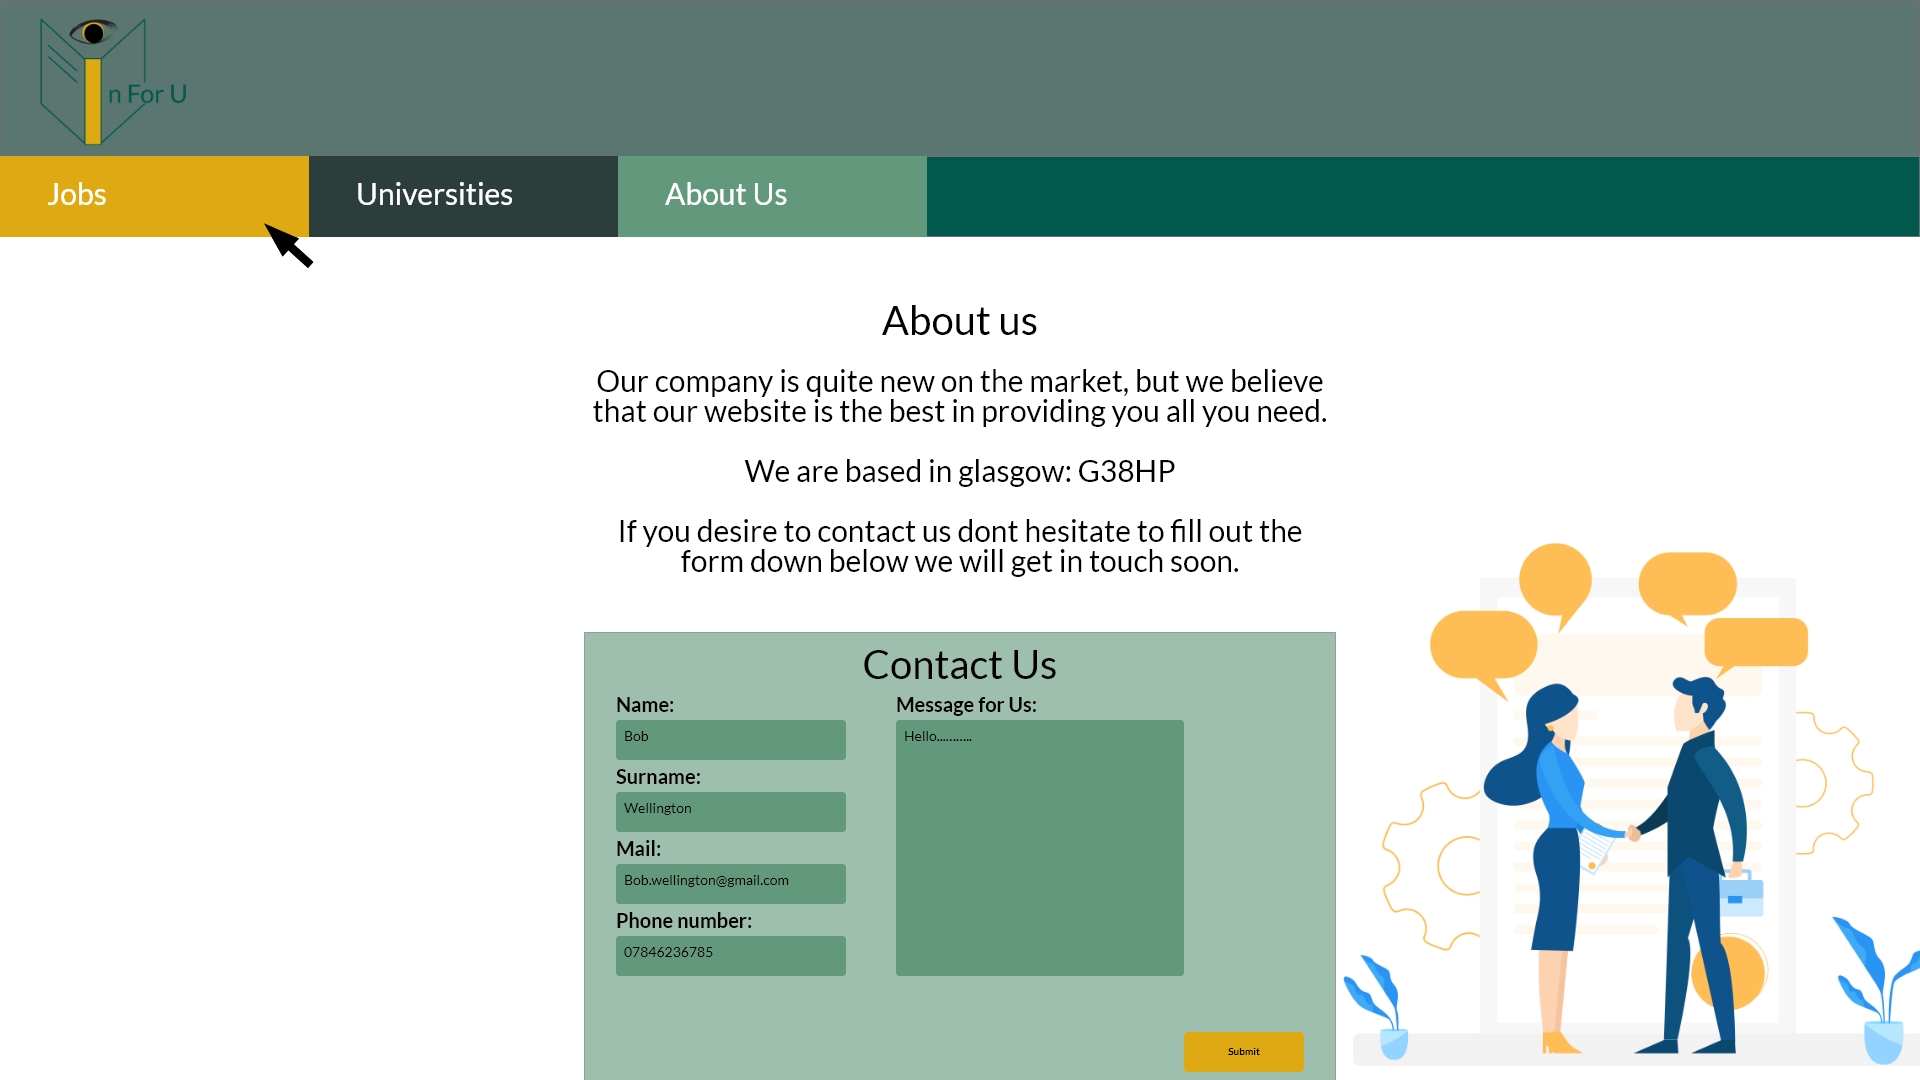 n For U
Jobs
Universities
About Us
About us
Our company is quite new on the market, but we believe
that our website is the best in providing you all you need.
We are based in glasgow: G38HP
If you desire to contact us dont hesitate to fill out the
form down below we will get in touch soon.
Contact Us
Name:
Bob
Surname:
Wellington
Mail:
Bob.wellington@gmail.com
Phone number:
07846236785
Message for Us:
Hello...........
Submit